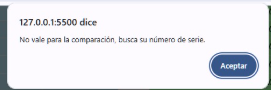 127.0.0.1:5500 dice
No vale para la comparación, busca su número de serie.
Aceptar